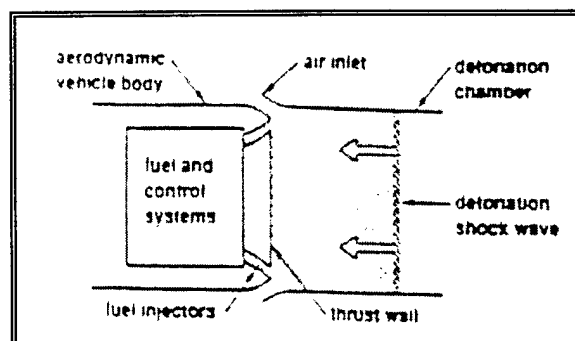 aerodynamic
vehicle body
air inlet
detonation
chamber
fuel and
control
systems
detonation
shock wave
fuel injectors
thrust wall